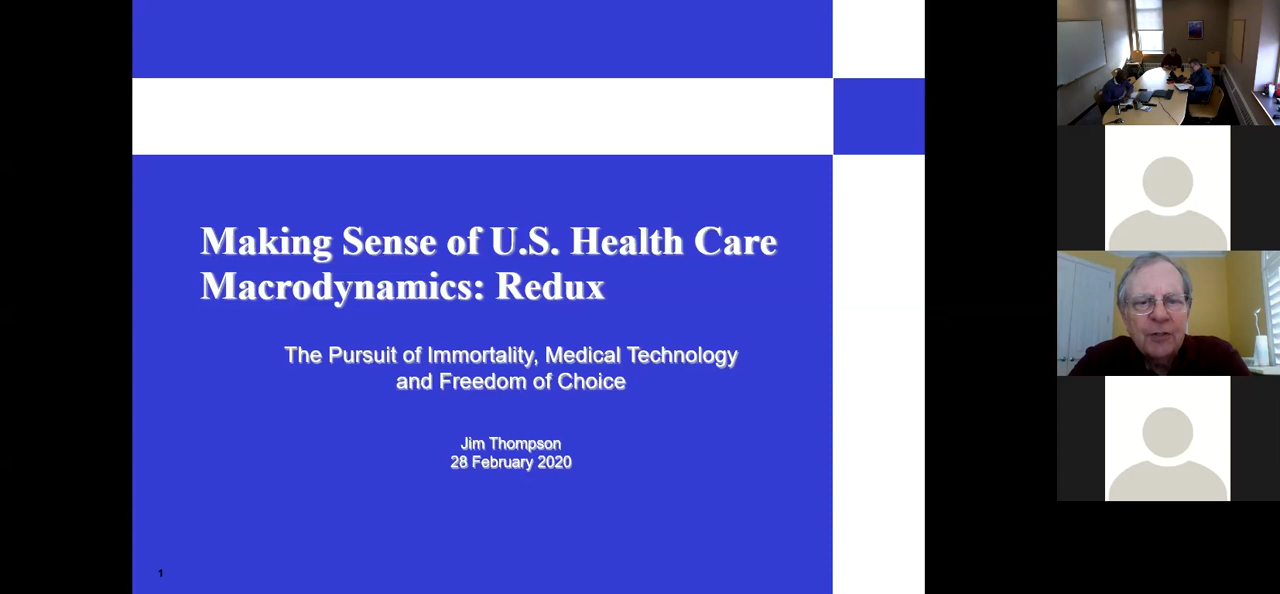 Making Sense of U.S. Health Care
Macrodynamics: Redux
The Pursuit of Immortality, Medical Technology
and Freedom of Choice
Jim Thompson
28 February 2020
1